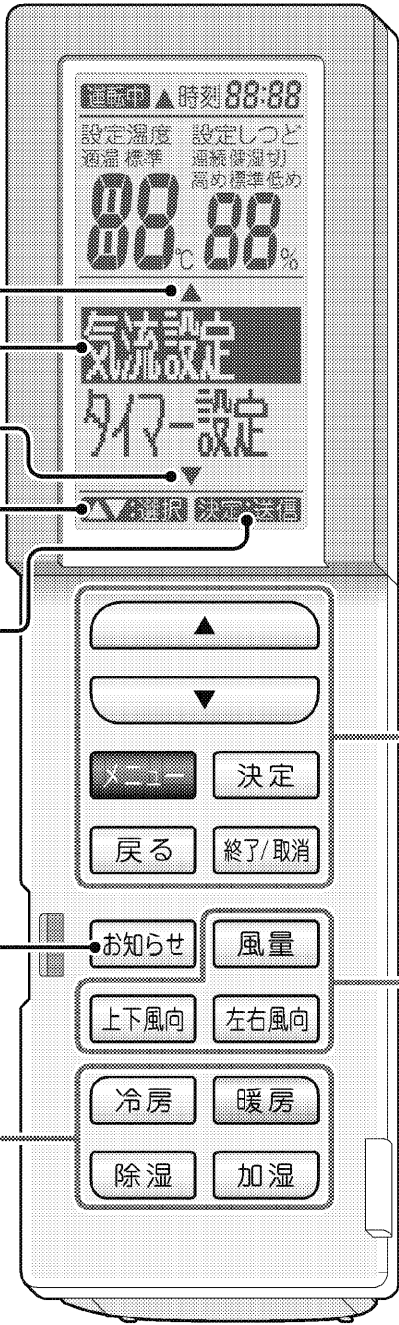 運転中 ▲ 時刻 88:88
設定温度 設定しつど
適温 標準 連続 健湿 切
高め 標準 低め
88℃ 88%
▲
気流設定
タイマー設定
▼
▲▼:選択 決定:送信
▲
▼
メニュー 決定
戻る 終了/取消
お知らせ 風量
上下風向 左右風向
冷房 暖房
除湿 加湿